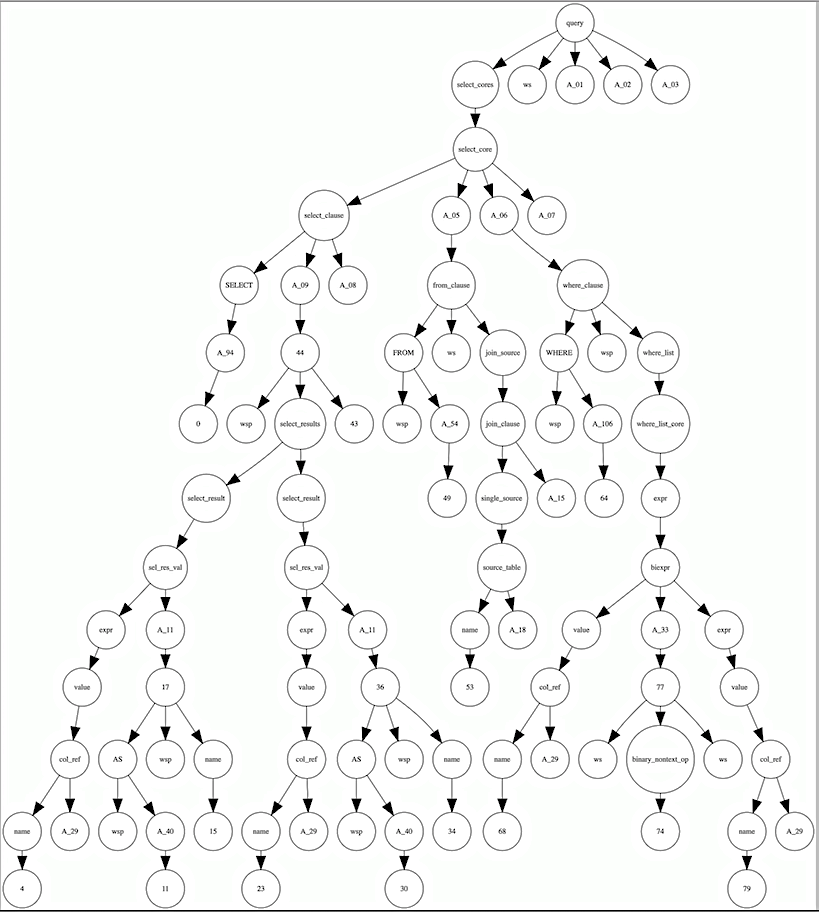 query
select_cores ws A_01 A_02 A_03
select_core
select_clause A_05 A_06 A_07
SELECT A_09 A_08 from_clause where_clause
A_94 44 FROM ws join_source WHERE wsp where_list
0 wsp select_results 43 wsp A_54 join_clause wsp A_106 where_list_core
select_result select_result 49 single_source A_15 64 expr
sel_res_val sel_res_val source_table biexpr
expr A_11 expr A_11 name A_18 value A_33 expr
value 17 value 36 53 col_ref 77 value
col_ref AS wsp name col_ref AS wsp name name A_29 ws binary_nontext_op ws col_ref
name A_29 wsp A_40 15 name A_29 wsp A_40 34 68 74 name A_29
4 11 23 30 79